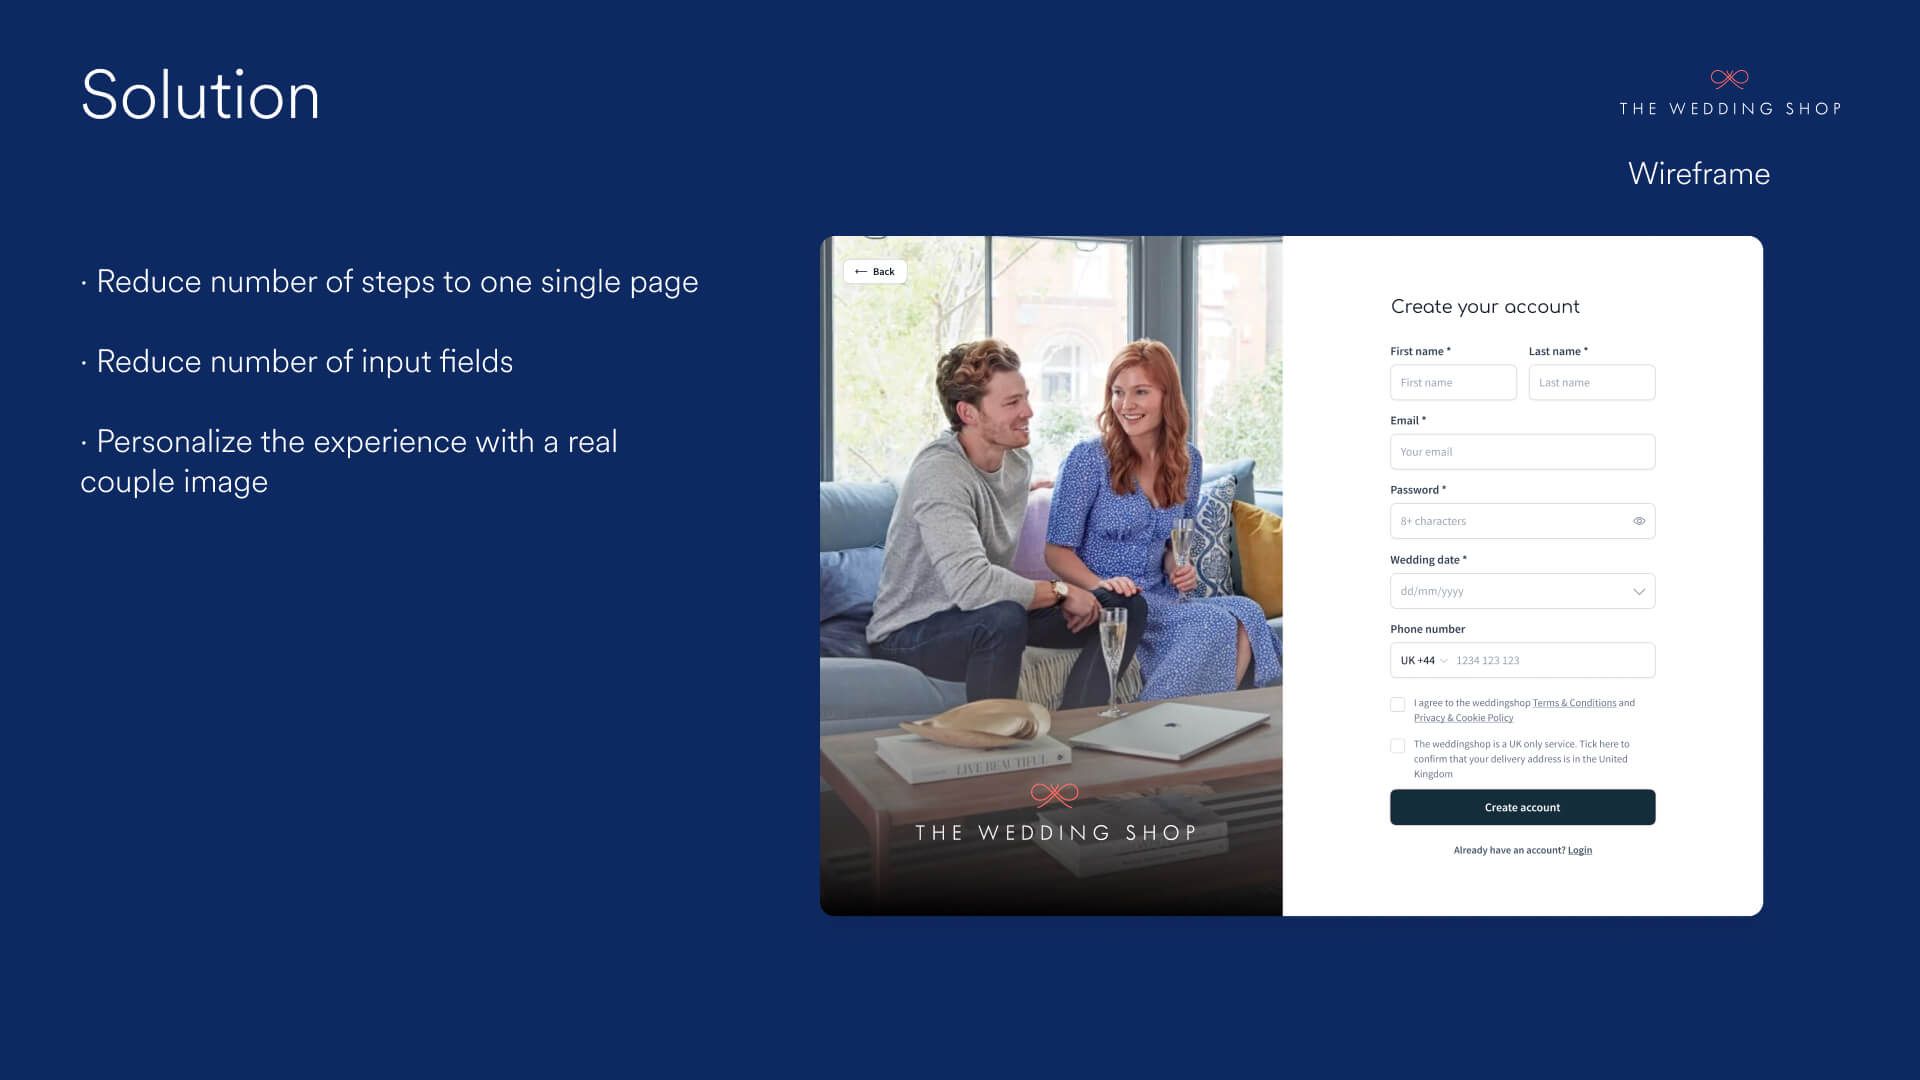 Solution
THE WEDDING SHOP
Wireframe
· Reduce number of steps to one single page
· Reduce number of input fields
· Personalize the experience with a real
couple image
← Back
LIVE BEAUTIFUL
THE WEDDING SHOP
Create your account
First name * Last name *
First name Last name
Email *
Your email
Password *
8+ characters
Wedding date *
dd/mm/yyyy
Phone number
UK +44 1234 123 123
I agree to the weddingshop Terms & Conditions and
Privacy & Cookie Policy
The weddingshop is a UK only service. Tick here to
confirm that your delivery address is in the United
Kingdom
Create account
Already have an account? Login